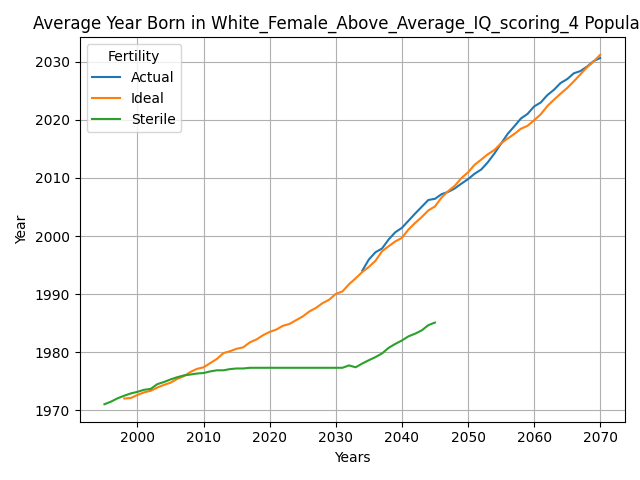 Average Year Born in White_Female_Above_Average_IQ_scoring_4 Popula
Fertility
Actual
Ideal
Sterile
Year
2030
2020
2010
2000
1990
1980
1970
2000 2010 2020 2030 2040 2050 2060 2070
Years